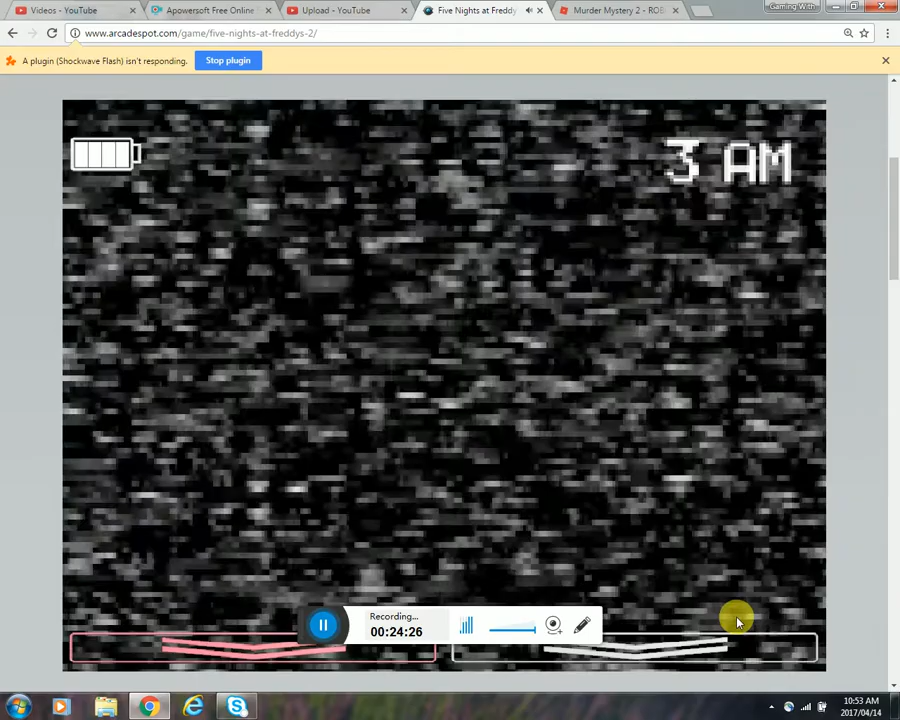 Videos - YouTube
Apowersoft Free Online
Upload - YouTube
Five Nights at Freddy
Murder Mystery 2 - ROB
Gaming With
www.arcadespot.com/game/five-nights-at-freddys-2/
A plugin (Shockwave Flash) isn't responding.
Stop plugin
3 AM
Recording...
00:24:26
10:53 AM
2017/04/14